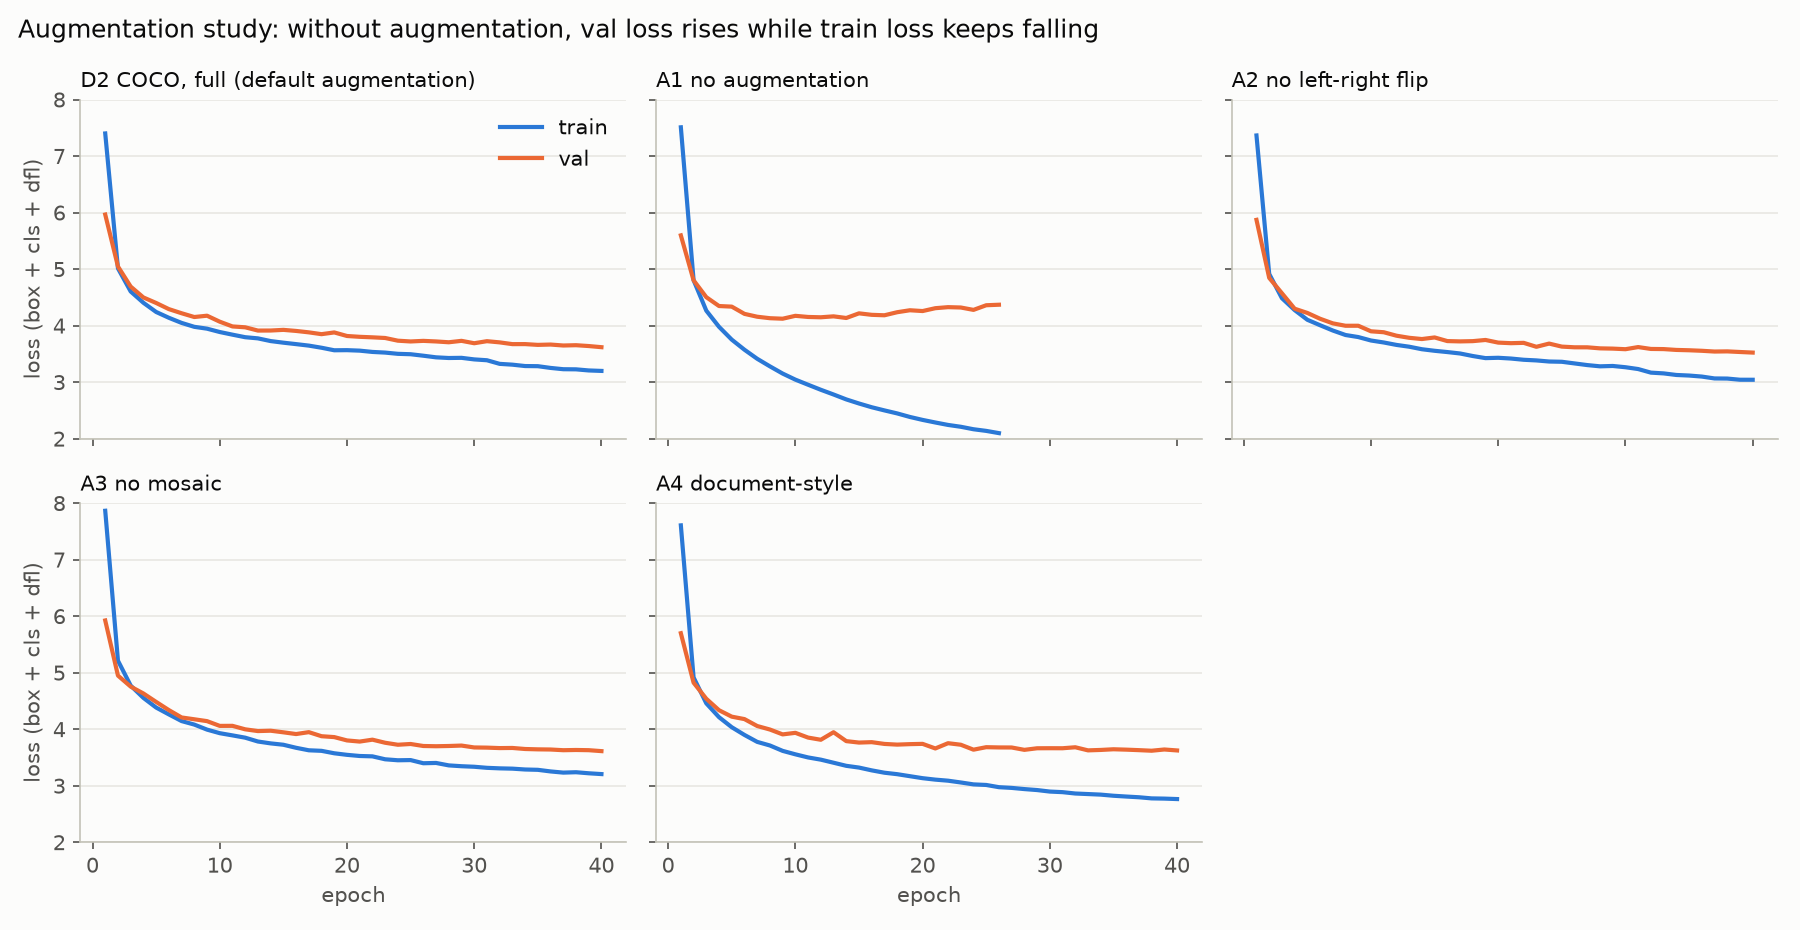 Augmentation study: without augmentation, val loss rises while train loss keeps falling
D2 COCO, full (default augmentation)
A1 no augmentation
A2 no left-right flip
8
7
6
5
4
3
2
loss (box + cls + dfl)
train
val
A3 no mosaic
A4 document-style
8
7
6
5
4
3
2
loss (box + cls + dfl)
0 10 20 30 40
epoch
0 10 20 30 40
epoch